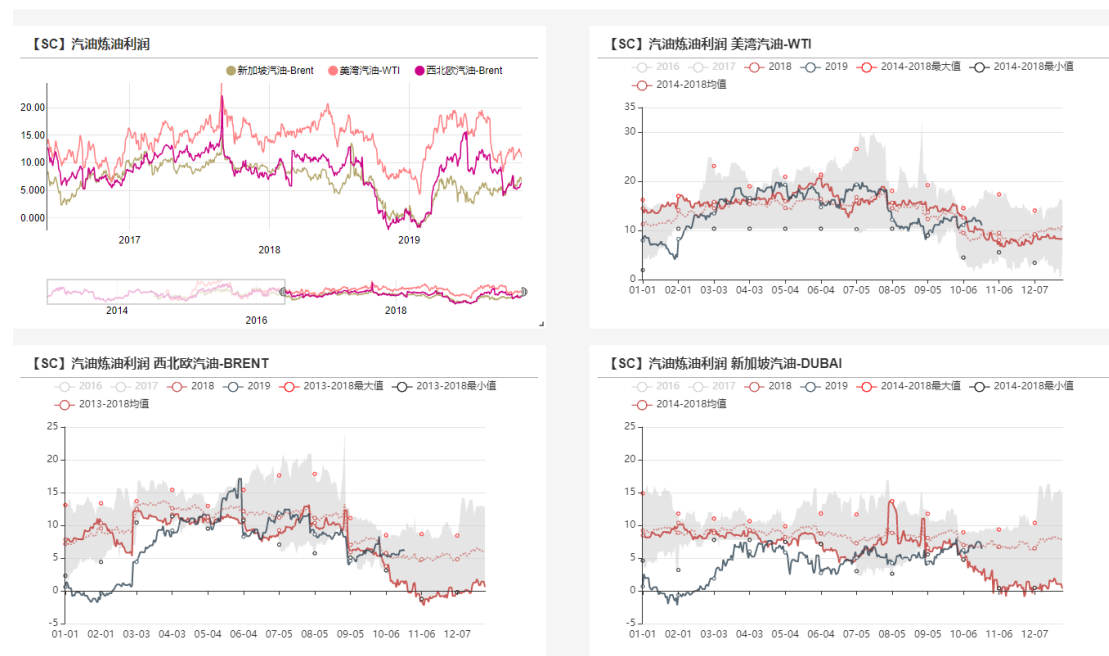 【SC】汽油炼油利润
新加坡汽油-Brent 美湾汽油-WTI 西北欧汽油-Brent
20.00
15.00
10.00
5.000
0.000
2017
2018
2019
2014
2016
2018
【SC】汽油炼油利润 美湾汽油-WTI
2016 2017 2018 2019 2014-2018最大值 2014-2018最小值
2014-2018均值
35
30
20
10
0
01-01 02-01 03-03 04-03 05-04 06-04 07-05 08-05 09-05 10-06 11-06 12-07
【SC】汽油炼油利润 西北欧汽油-BRENT
2016 2017 2018 2019 2013-2018最大值 2013-2018最小值
2013-2018均值
25
20
15
10
5
0
-5
01-01 02-01 03-03 04-03 05-04 06-04 07-05 08-05 09-05 10-06 11-06 12-07
【SC】汽油炼油利润 新加坡汽油-DUBAI
2016 2017 2018 2019 2014-2018最大值 2014-2018最小值
2014-2018均值
25
20
15
10
5
0
-5
01-01 02-01 03-03 04-03 05-04 06-04 07-05 08-05 09-05 10-06 11-06 12-07